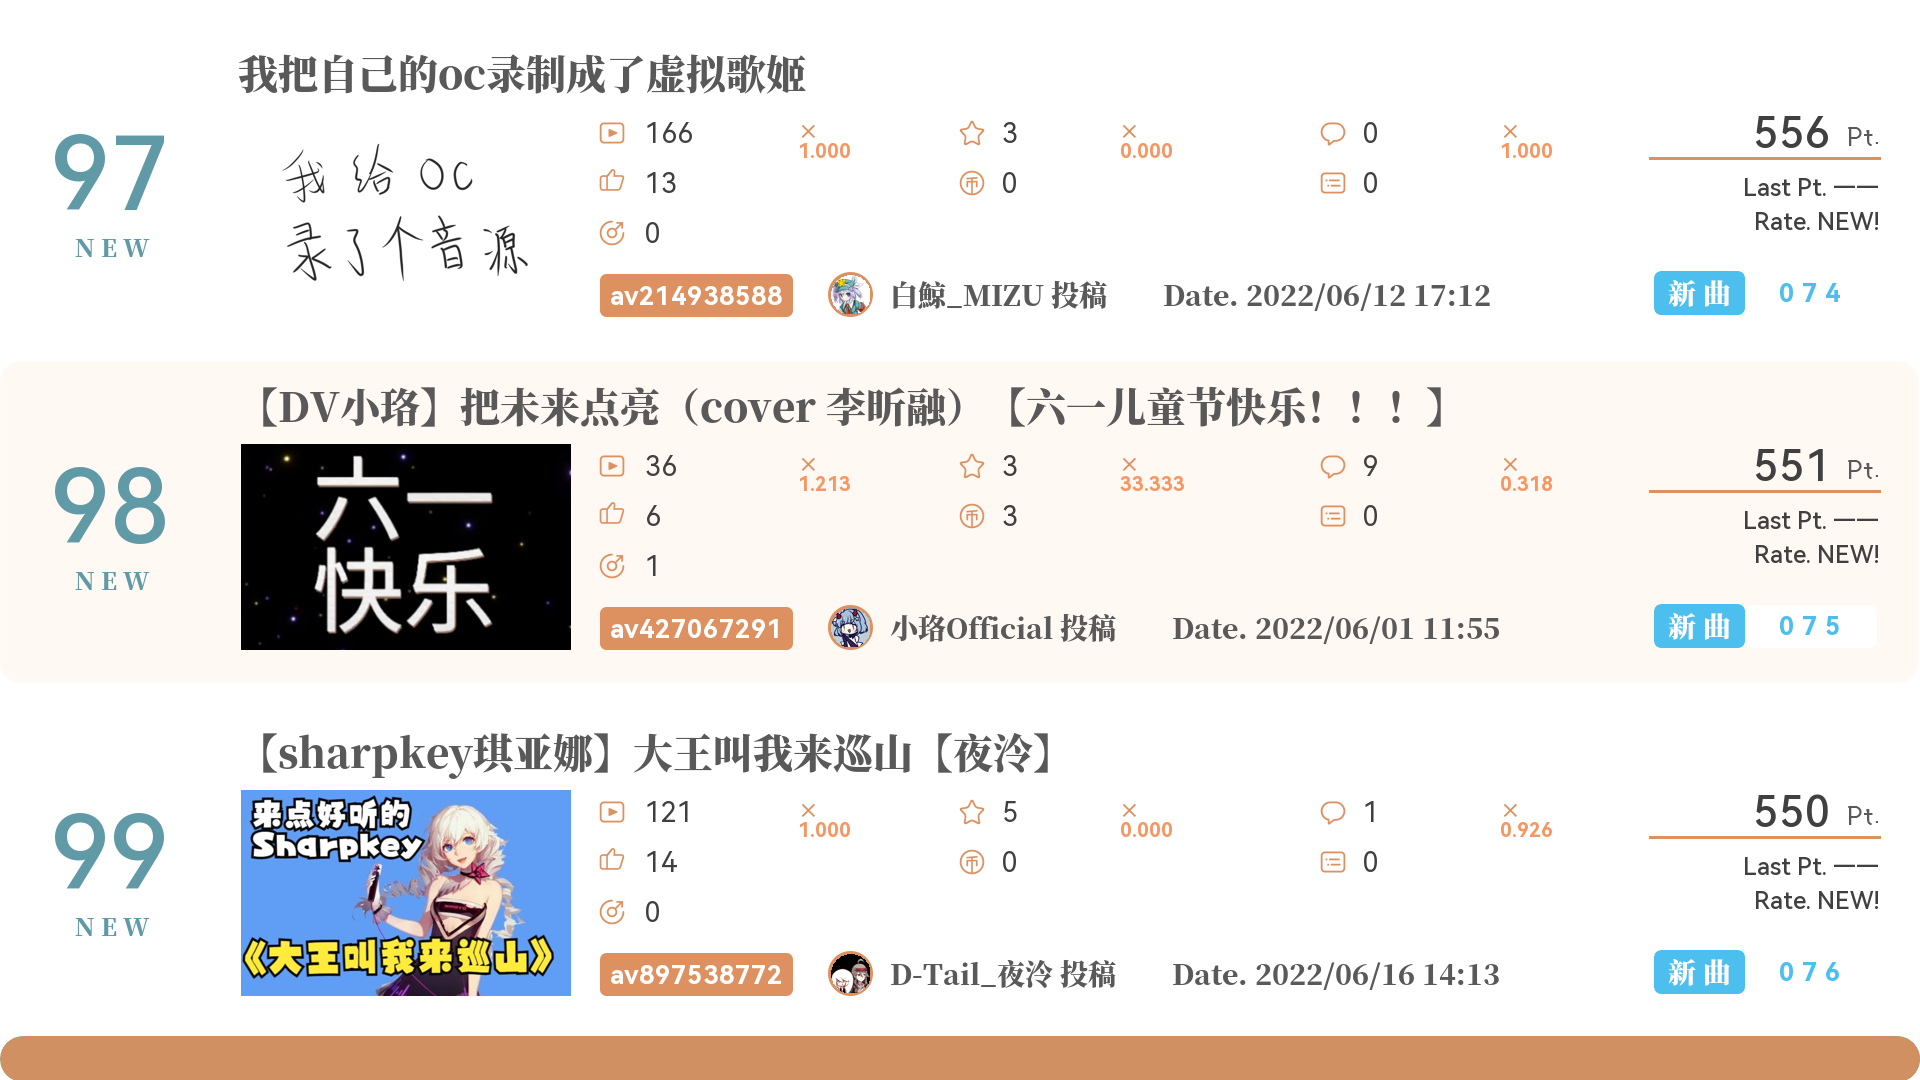 我把自己的oc录制成了虚拟歌姬
97
NEW
我给OC
录了个音源
166
×
1.000
3
×
0.000
0
×
1.000
13
币
0
0
0
556 Pt.
Last Pt. ——
Rate. NEW!
av214938588
白鲸_MIZU 投稿
Date. 2022/06/12 17:12
新曲
074
【DV小珞】把未来点亮（cover 李昕融）【六一儿童节快乐！！！】
98
NEW
六一
快乐
36
×
1.213
3
×
33.333
9
×
0.318
6
币
3
0
1
551 Pt.
Last Pt. ——
Rate. NEW!
av427067291
小珞Official 投稿
Date. 2022/06/01 11:55
新曲
075
【sharpkey琪亚娜】大王叫我来巡山【夜泠】
99
NEW
来点好听的
Sharpkey
《大王叫我来巡山》
121
×
1.000
5
×
0.000
1
×
0.926
14
币
0
0
0
550 Pt.
Last Pt. ——
Rate. NEW!
av897538772
D-Tail_夜泠 投稿
Date. 2022/06/16 14:13
新曲
076